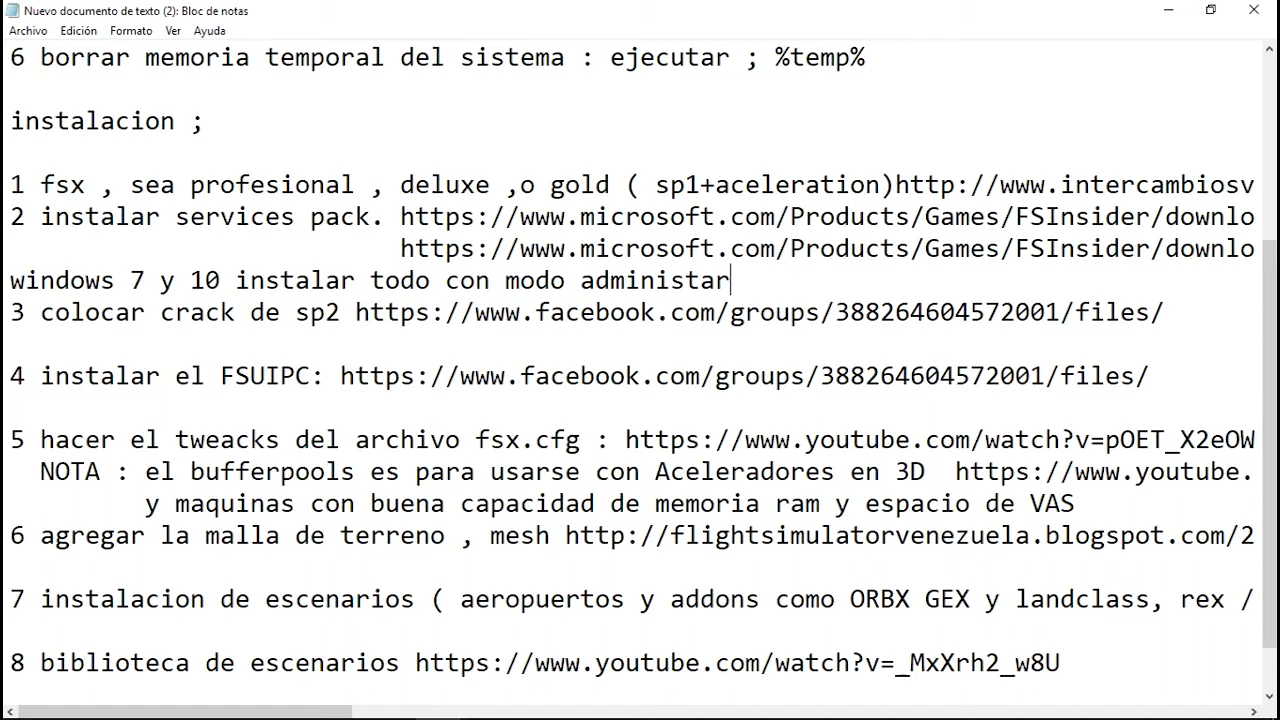 Nuevo documento de texto (2): Bloc de notas
Archivo Edición Formato Ver Ayuda
6 borrar memoria temporal del sistema : ejecutar ; %temp%
instalacion ;
1 fsx , sea profesional , deluxe ,o gold ( sp1+aceleration)http://www.intercambiosv
2 instalar services pack. https://www.microsoft.com/Products/Games/FSInsider/downlo
https://www.microsoft.com/Products/Games/FSInsider/downlo
windows 7 y 10 instalar todo con modo administar
3 colocar crack de sp2 https://www.facebook.com/groups/388264604572001/files/
4 instalar el FSUIPC: https://www.facebook.com/groups/388264604572001/files/
5 hacer el tweacks del archivo fsx.cfg : https://www.youtube.com/watch?v=pOET_X2eOW
NOTA : el bufferpools es para usarse con Aceleradores en 3D https://www.youtube.
y maquinas con buena capacidad de memoria ram y espacio de VAS
6 agregar la malla de terreno , mesh http://flightsimulatorvenezuela.blogspot.com/2
7 instalacion de escenarios ( aeropuertos y addons como ORBX GEX y landclass, rex /
8 biblioteca de escenarios https://www.youtube.com/watch?v=_MxXrh2_w8U